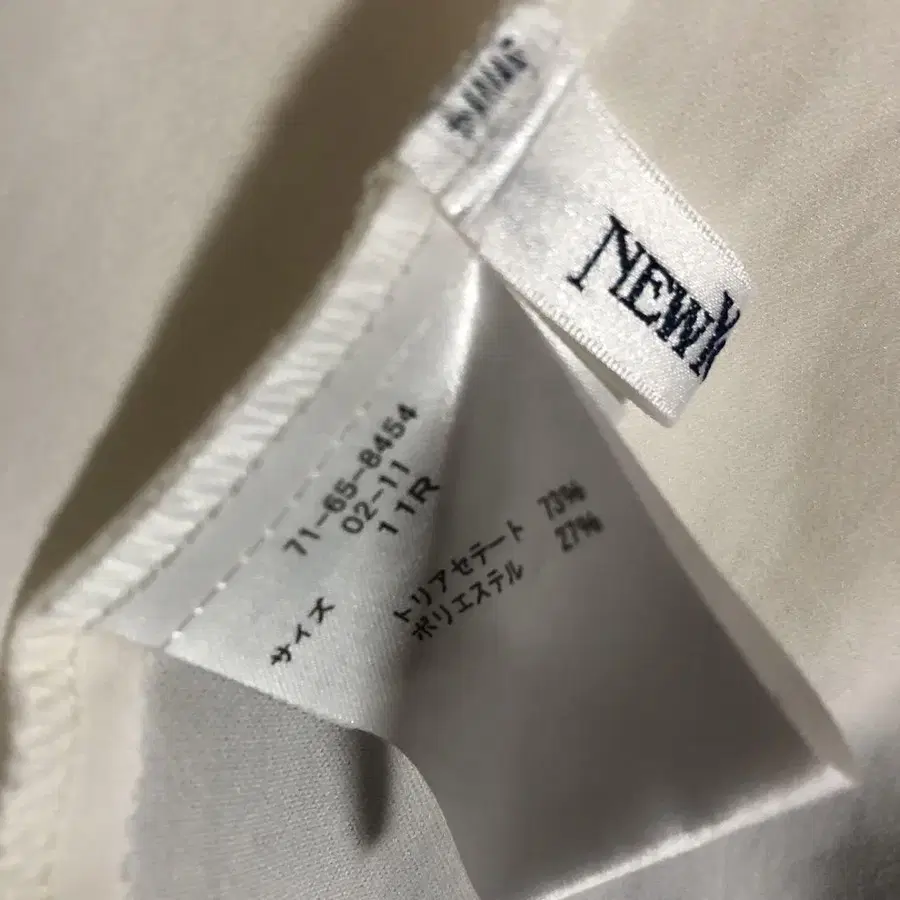 NEW
71-65-8454
02-11
サイズ 11R
トリアセテート 73%
ポリエステル 27%